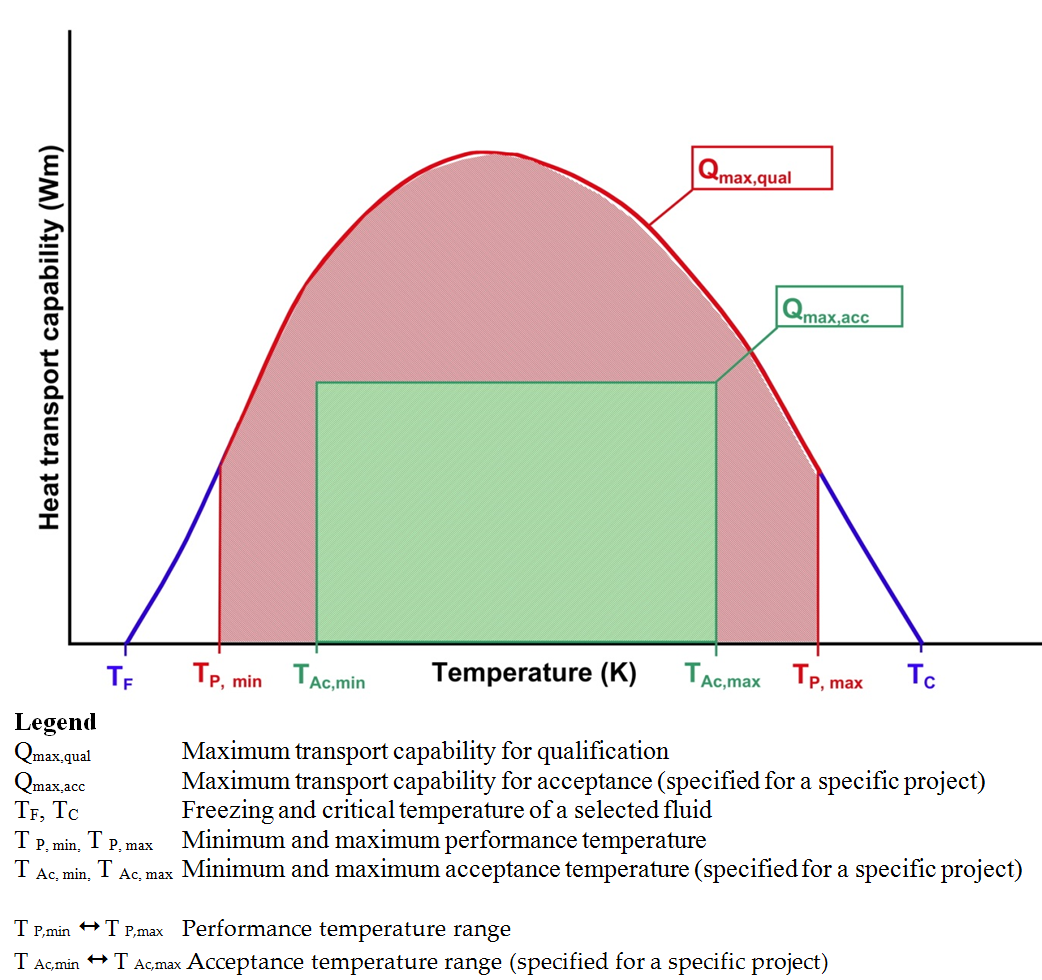 Heat transport capability (Wm)
Qmax,qual
Qmax,acc
TF TP, min TAc,min Temperature (K) TAc,max TP, max TC
Legend
Qmax,qual Maximum transport capability for qualification
Qmax,acc Maximum transport capability for acceptance (specified for a specific project)
TF, TC Freezing and critical temperature of a selected fluid
T P, min, T P, max Minimum and maximum performance temperature
T Ac, min, T Ac, max Minimum and maximum acceptance temperature (specified for a specific project)
T P,min ↔ T P,max Performance temperature range
T Ac,min ↔ T Ac,max Acceptance temperature range (specified for a specific project)